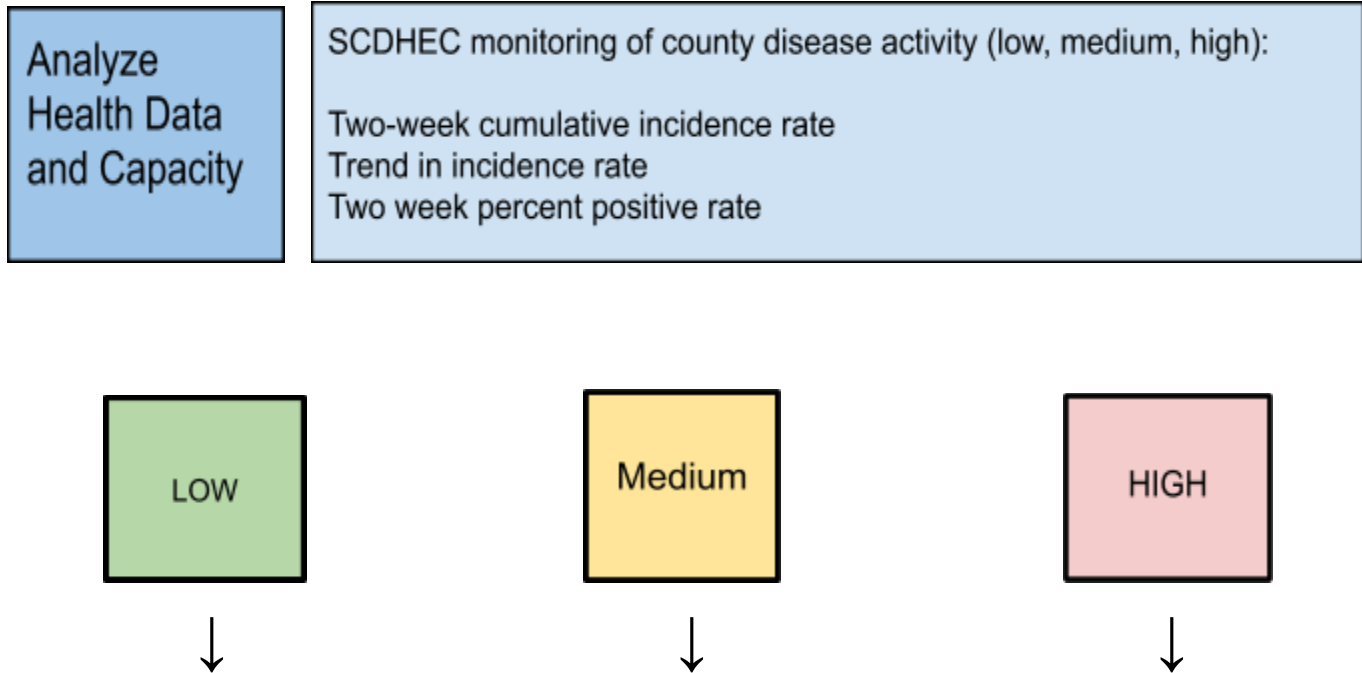 Analyze
Health Data
and Capacity
SCDHEC monitoring of county disease activity (low, medium, high):
Two-week cumulative incidence rate
Trend in incidence rate
Two week percent positive rate
LOW
Medium
HIGH